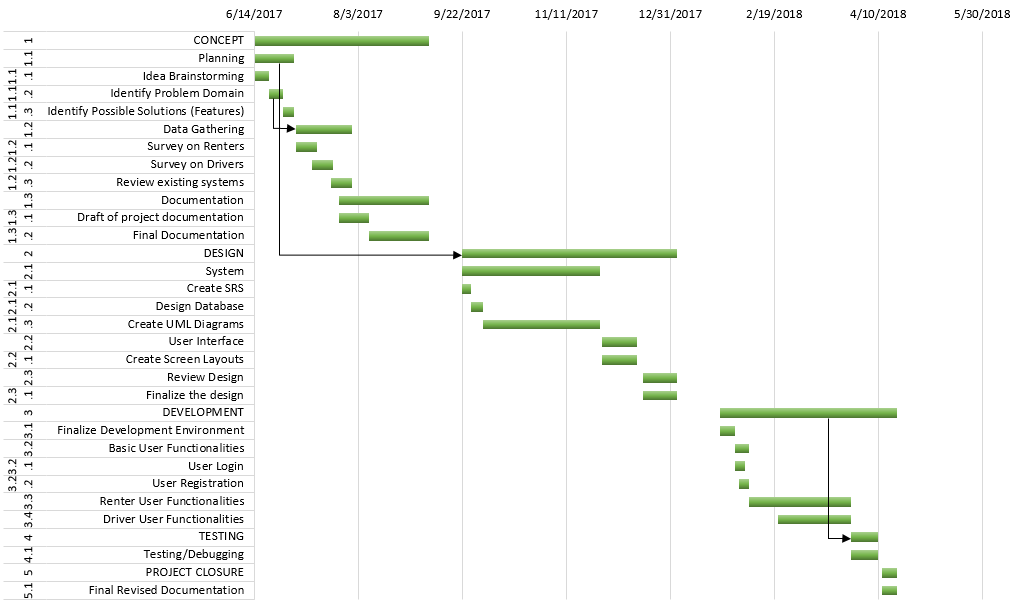 6/14/2017 8/3/2017 9/22/2017 11/11/2017 12/31/2017 2/19/2018 4/10/2018 5/30/2018
1 CONCEPT
1.1 Planning
1.1.1 Idea Brainstorming
1.1.2 Identify Problem Domain
1.1.3 Identify Possible Solutions (Features)
1.2 Data Gathering
1.2.1 Survey on Renters
1.2.2 Survey on Drivers
1.2.3 Review existing systems
1.3 Documentation
1.3.1 Draft of project documentation
1.3.2 Final Documentation
2 DESIGN
2.1 System
2.1.1 Create SRS
2.1.2 Design Database
2.1.3 Create UML Diagrams
2.2 User Interface
2.2.1 Create Screen Layouts
2.3 Review Design
2.3.1 Finalize the design
3 DEVELOPMENT
3.1 Finalize Development Environment
3.2 Basic User Functionalities
3.2.1 User Login
3.2.2 User Registration
3.3 Renter User Functionalities
3.4 Driver User Functionalities
4 TESTING
4.1 Testing/Debugging
5 PROJECT CLOSURE
5.1 Final Revised Documentation